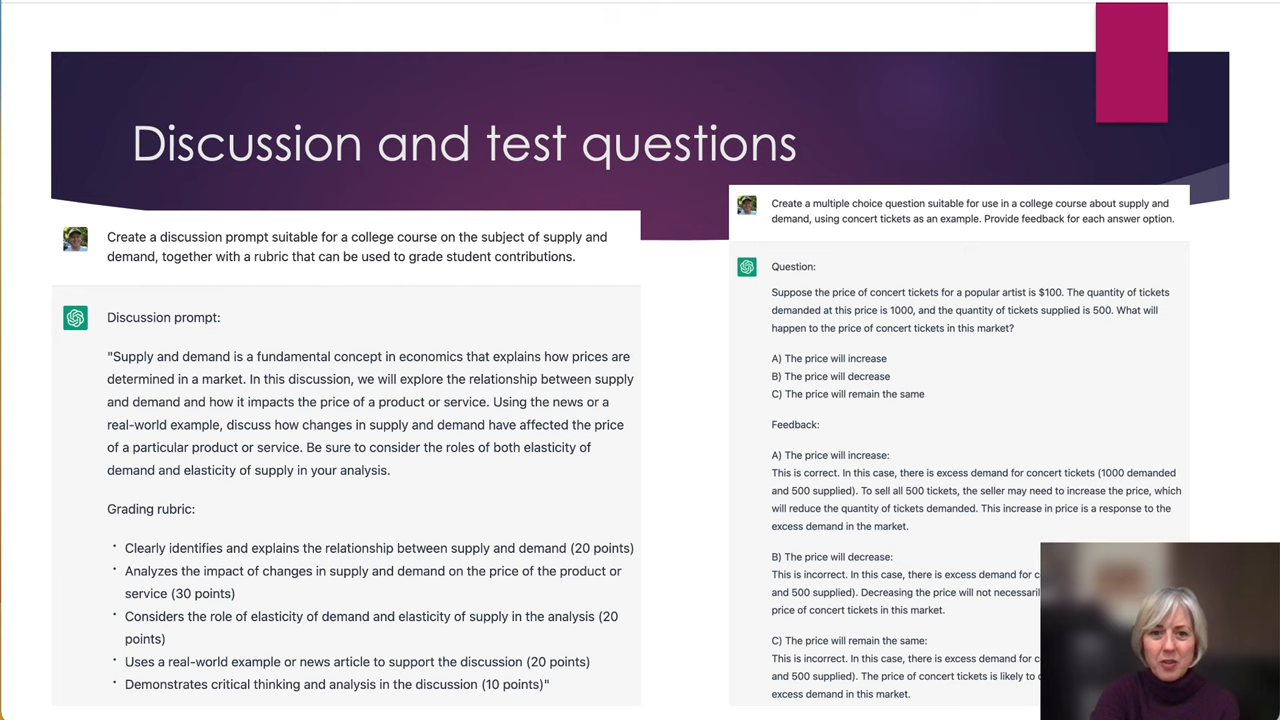 Discussion and test questions
Create a discussion prompt suitable for a college course on the subject of supply and
demand, together with a rubric that can be used to grade student contributions.
Discussion prompt:
"Supply and demand is a fundamental concept in economics that explains how prices are
determined in a market. In this discussion, we will explore the relationship between supply
and demand and how it impacts the price of a product or service. Using the news or a
real-world example, discuss how changes in supply and demand have affected the price
of a particular product or service. Be sure to consider the roles of both elasticity of
demand and elasticity of supply in your analysis.
Grading rubric:
· Clearly identifies and explains the relationship between supply and demand (20 points)
· Analyzes the impact of changes in supply and demand on the price of the product or
service (30 points)
· Considers the role of elasticity of demand and elasticity of supply in the analysis (20
points)
· Uses a real-world example or news article to support the discussion (20 points)
· Demonstrates critical thinking and analysis in the discussion (10 points)"
Create a multiple choice question suitable for use in a college course about supply and
demand, using concert tickets as an example. Provide feedback for each answer option.
Question:
Suppose the price of concert tickets for a popular artist is $100. The quantity of tickets
demanded at this price is 1000, and the quantity of tickets supplied is 500. What will
happen to the price of concert tickets in this market?
A) The price will increase
B) The price will decrease
C) The price will remain the same
Feedback:
A) The price will increase:
This is correct. In this case, there is excess demand for concert tickets (1000 demanded
and 500 supplied). To sell all 500 tickets, the seller may need to increase the price, which
will reduce the quantity of tickets demanded. This increase in price is a response to the
excess demand in the market.
B) The price will decrease:
This is incorrect. In this case, there is excess demand for
and 500 supplied). Decreasing the price will not
price of concert tickets in this market.
C) The price will remain the same:
This is incorrect. In this case, there is excess demand for
and 500 supplied). The price of concert tickets is likely to
excess demand in this market.